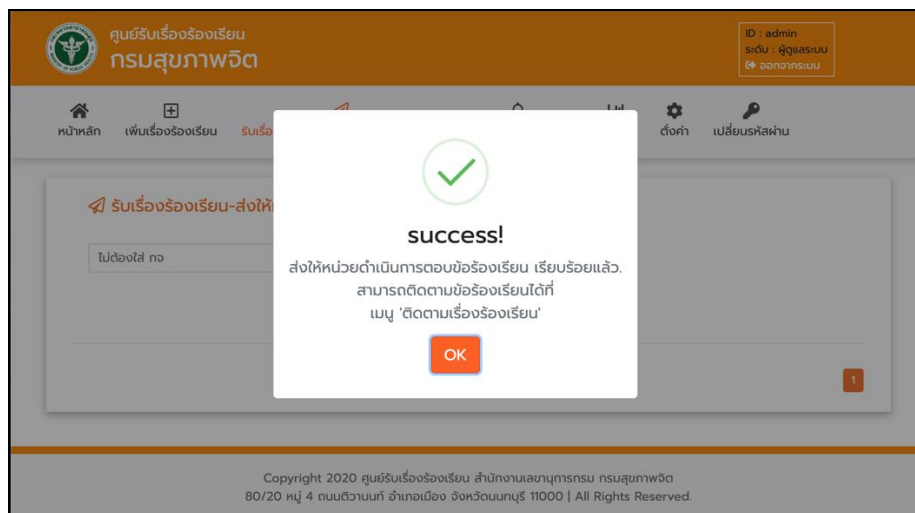 ศูนย์รับเรื่องร้องเรียน
กรมสุขภาพจิต
ID : admin
ระดับ : ผู้ดูแลระบบ
ออกจากระบบ
หน้าหลัก เพิ่มเรื่องร้องเรียน รับเรื่อ ตั้งค่า เปลี่ยนรหัสผ่าน
รับเรื่องร้องเรียน-ส่งให้
ไม่ต้องใส่ กจ
success!
ส่งให้หน่วยดำเนินการตอบข้อร้องเรียน เรียบร้อยแล้ว.
สามารถติดตามข้อร้องเรียนได้ที่
เมนู 'ติดตามเรื่องร้องเรียน'
OK
1
Copyright 2020 ศูนย์รับเรื่องร้องเรียน สำนักงานเลขานุการกรม กรมสุขภาพจิต
80/20 หมู่ 4 ถนนติวานนท์ อำเภอเมือง จังหวัดนนทบุรี 11000 | All Rights Reserved.